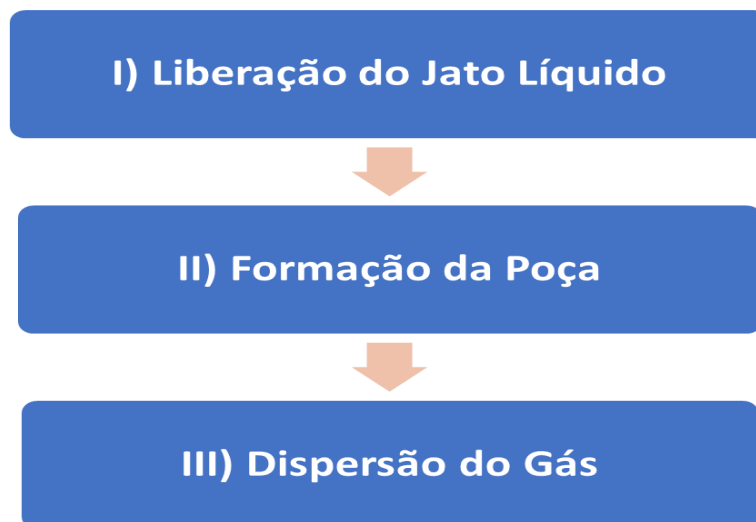 I) Liberação do Jato Líquido
II) Formação da Poça
III) Dispersão do Gás